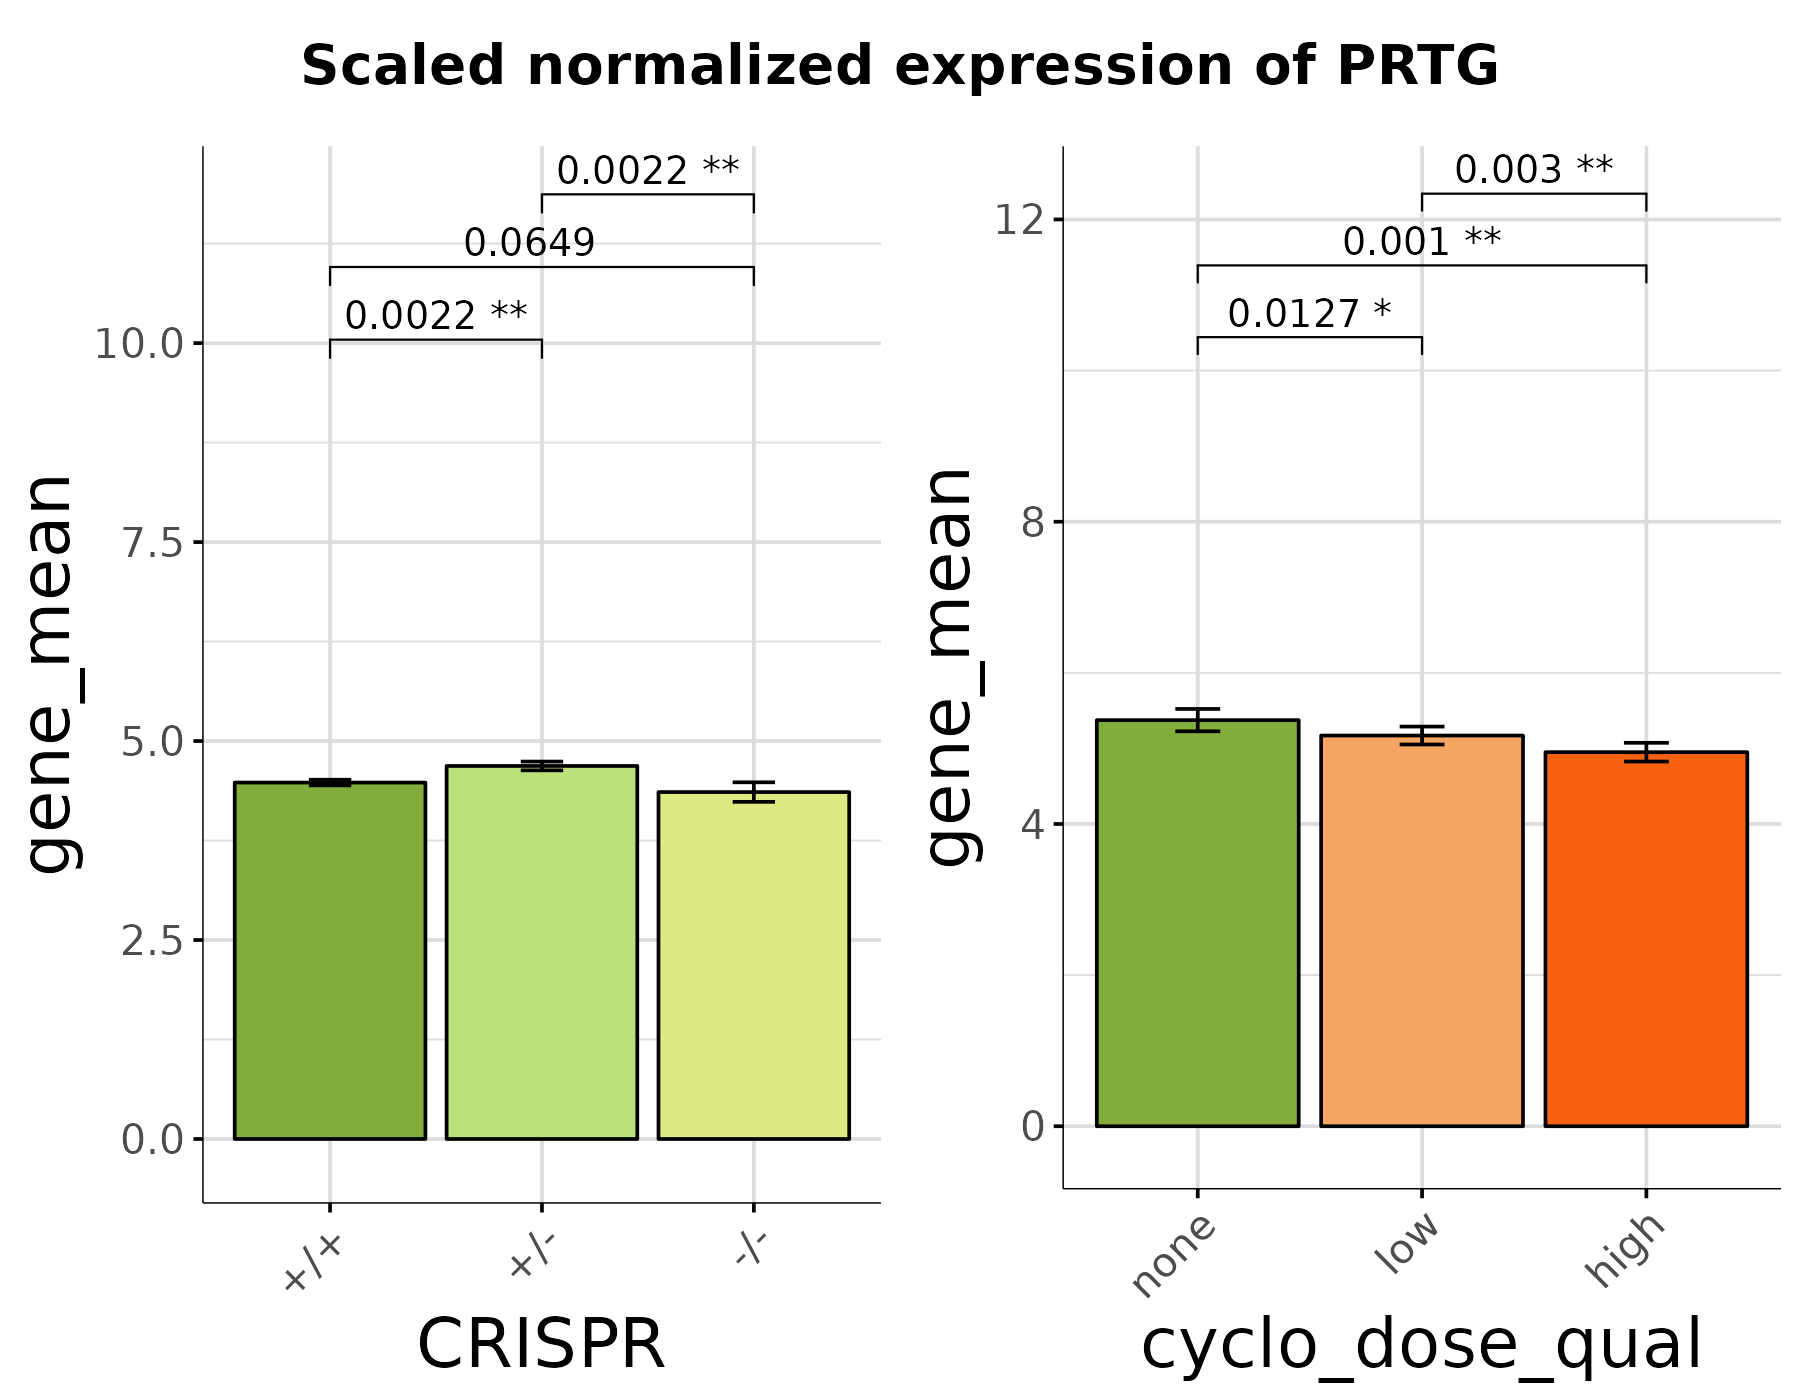 Scaled normalized expression of PRTG
0.0022 **
0.0649
0.0022 **
10.0
7.5
5.0
2.5
0.0
gene_mean
+/+
+/-
-/-
CRISPR
0.003 **
0.001 **
0.0127 *
12
8
4
0
gene_mean
none
low
high
cyclo_dose_qual